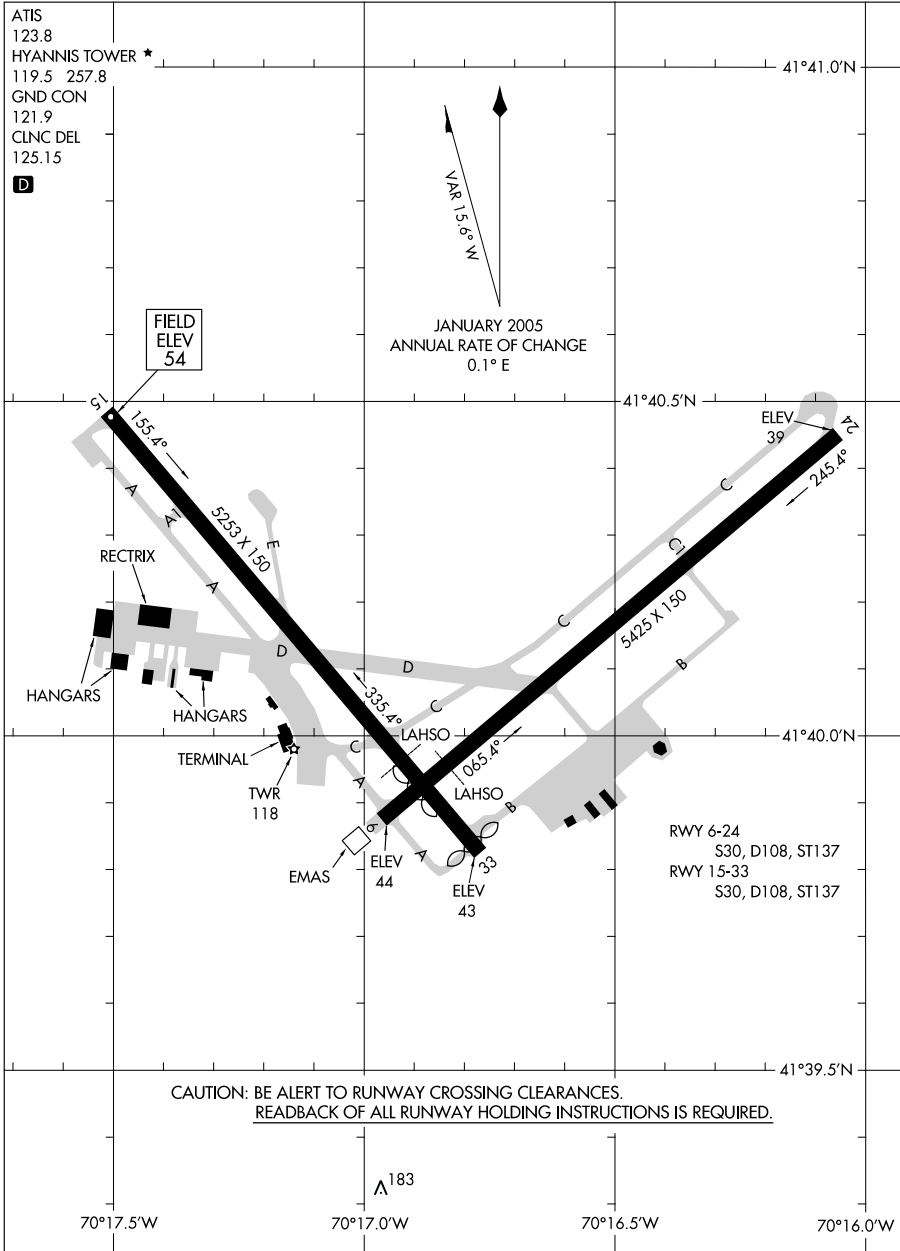 ATIS
123.8
HYANNIS TOWER ★
119.5 257.8
GND CON
121.9
CLNC DEL
125.15
D
41°41.0'N
VAR 15.6° W
JANUARY 2005
ANNUAL RATE OF CHANGE
0.1° E
FIELD
ELEV
54
41°40.5'N
15
155.4°
ELEV
39
24
245.4°
A
A1
5253 X 150
E
C
C1
RECTRIX
A
C
5425 X 150
D
D
B
HANGARS
HANGARS
335.4°
C
LAHSO
065.4°
41°40.0'N
TERMINAL
C
A
LAHSO
TWR
118
B
6
A
33
EMAS
ELEV
44
ELEV
43
RWY 6-24
S30, D108, ST137
RWY 15-33
S30, D108, ST137
41°39.5'N
CAUTION: BE ALERT TO RUNWAY CROSSING CLEARANCES.
READBACK OF ALL RUNWAY HOLDING INSTRUCTIONS IS REQUIRED.
183
70°17.5'W
70°17.0'W
70°16.5'W
70°16.0'W